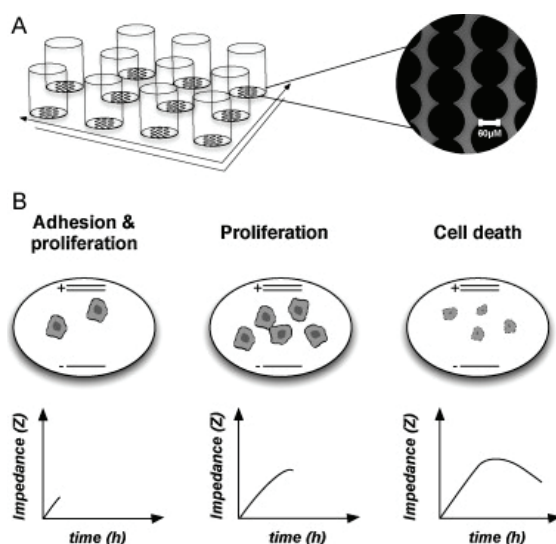 A
60µM
B
Adhesion &
proliferation
Proliferation
Cell death
+
+
+
-
-
-
Impedance (Z)
Impedance (Z)
Impedance (Z)
time (h)
time (h)
time (h)